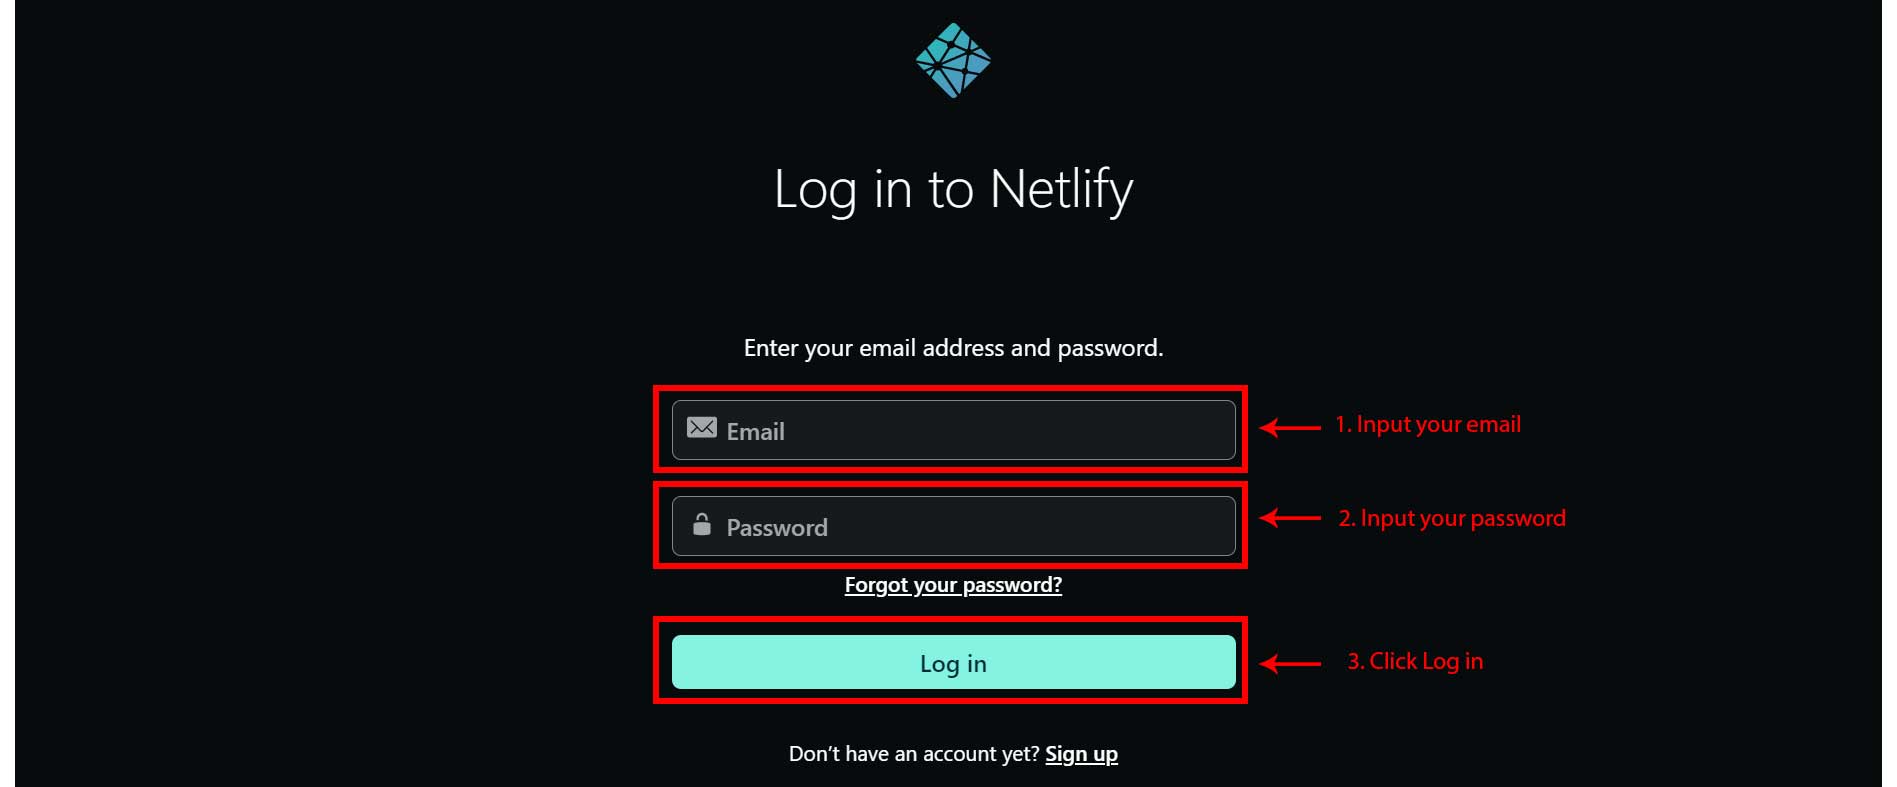 Log in to Netlify
Enter your email address and password.
Email
1. Input your email
Password
2. Input your password
Forgot your password?
Log in
3. Click Log in
Don’t have an account yet? Sign up